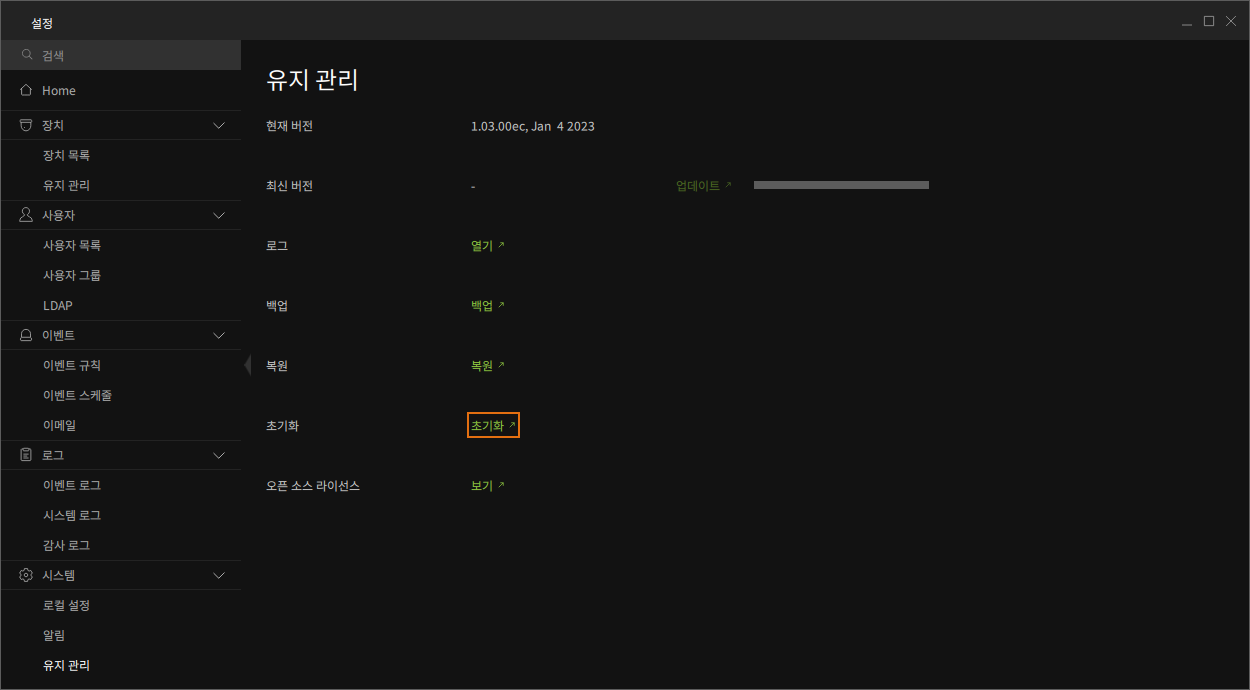 설정
검색
Home
장치
장치 목록
유지 관리
사용자
사용자 목록
사용자 그룹
LDAP
이벤트
이벤트 규칙
이벤트 스케줄
이메일
로그
이벤트 로그
시스템 로그
감사 로그
시스템
로컬 설정
알림
유지 관리
유지 관리
현재 버전 1.03.00ec, Jan  4 2023
최신 버전 - 업데이트
로그 열기
백업 백업
복원 복원
초기화 초기화
오픈 소스 라이선스 보기